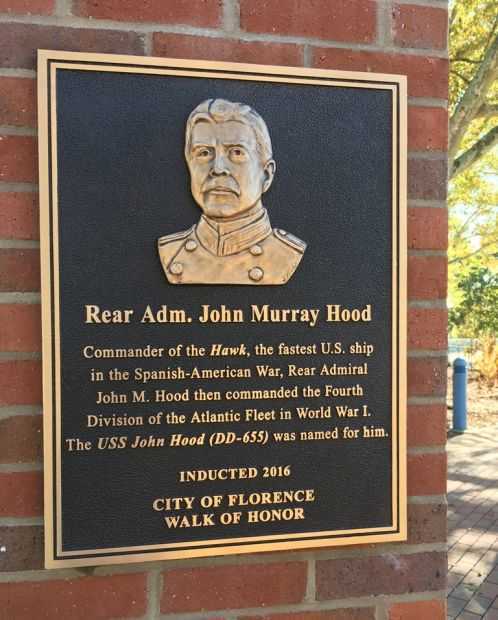 Rear Adm. John Murray Hood
Commander of the Hawk, the fastest U.S. ship
in the Spanish-American War, Rear Admiral
John M. Hood then commanded the Fourth
Division of the Atlantic Fleet in World War I.
The USS John Hood (DD-655) was named for him.
INDUCTED 2016
CITY OF FLORENCE
WALK OF HONOR